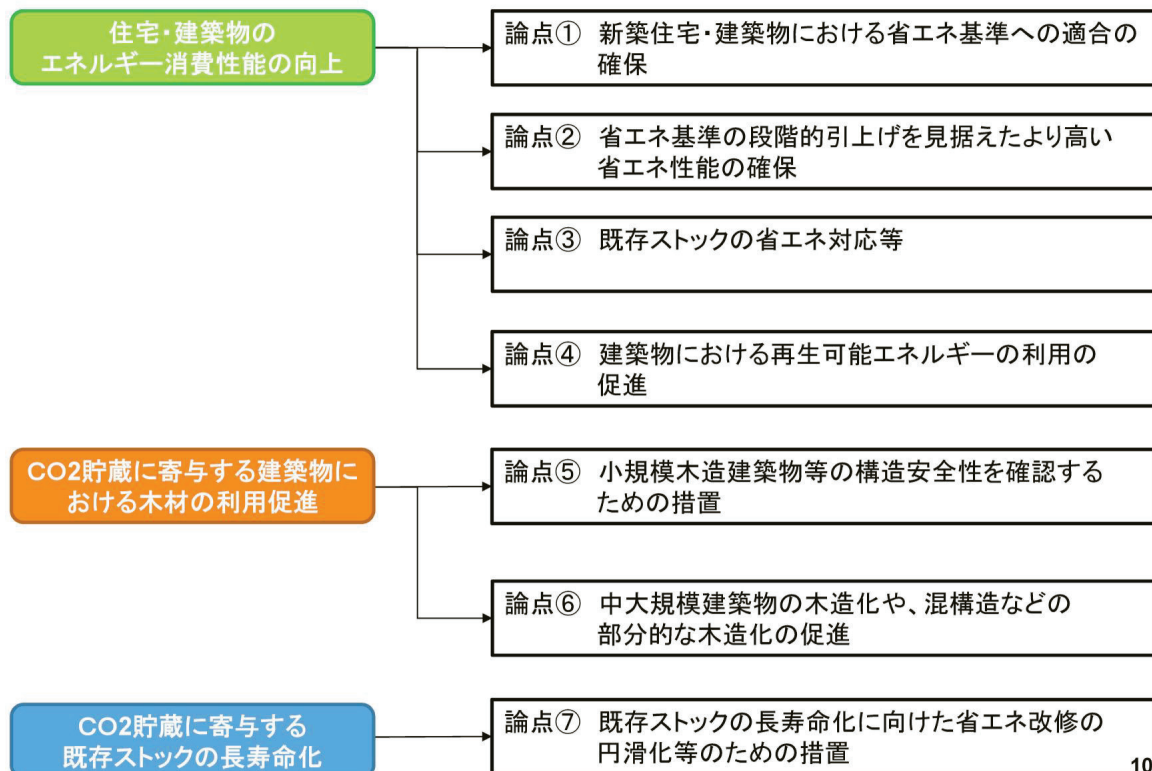 住宅・建築物の
エネルギー消費性能の向上
論点① 新築住宅・建築物における省エネ基準への適合の
確保
論点② 省エネ基準の段階的引上げを見据えたより高い
省エネ性能の確保
論点③ 既存ストックの省エネ対応等
論点④ 建築物における再生可能エネルギーの利用の
促進
CO2貯蔵に寄与する建築物に
おける木材の利用促進
論点⑤ 小規模木造建築物等の構造安全性を確認する
ための措置
論点⑥ 中大規模建築物の木造化や、混構造などの
部分的な木造化の促進
CO2貯蔵に寄与する
既存ストックの長寿命化
論点⑦ 既存ストックの長寿命化に向けた省エネ改修の
円滑化等のための措置
10